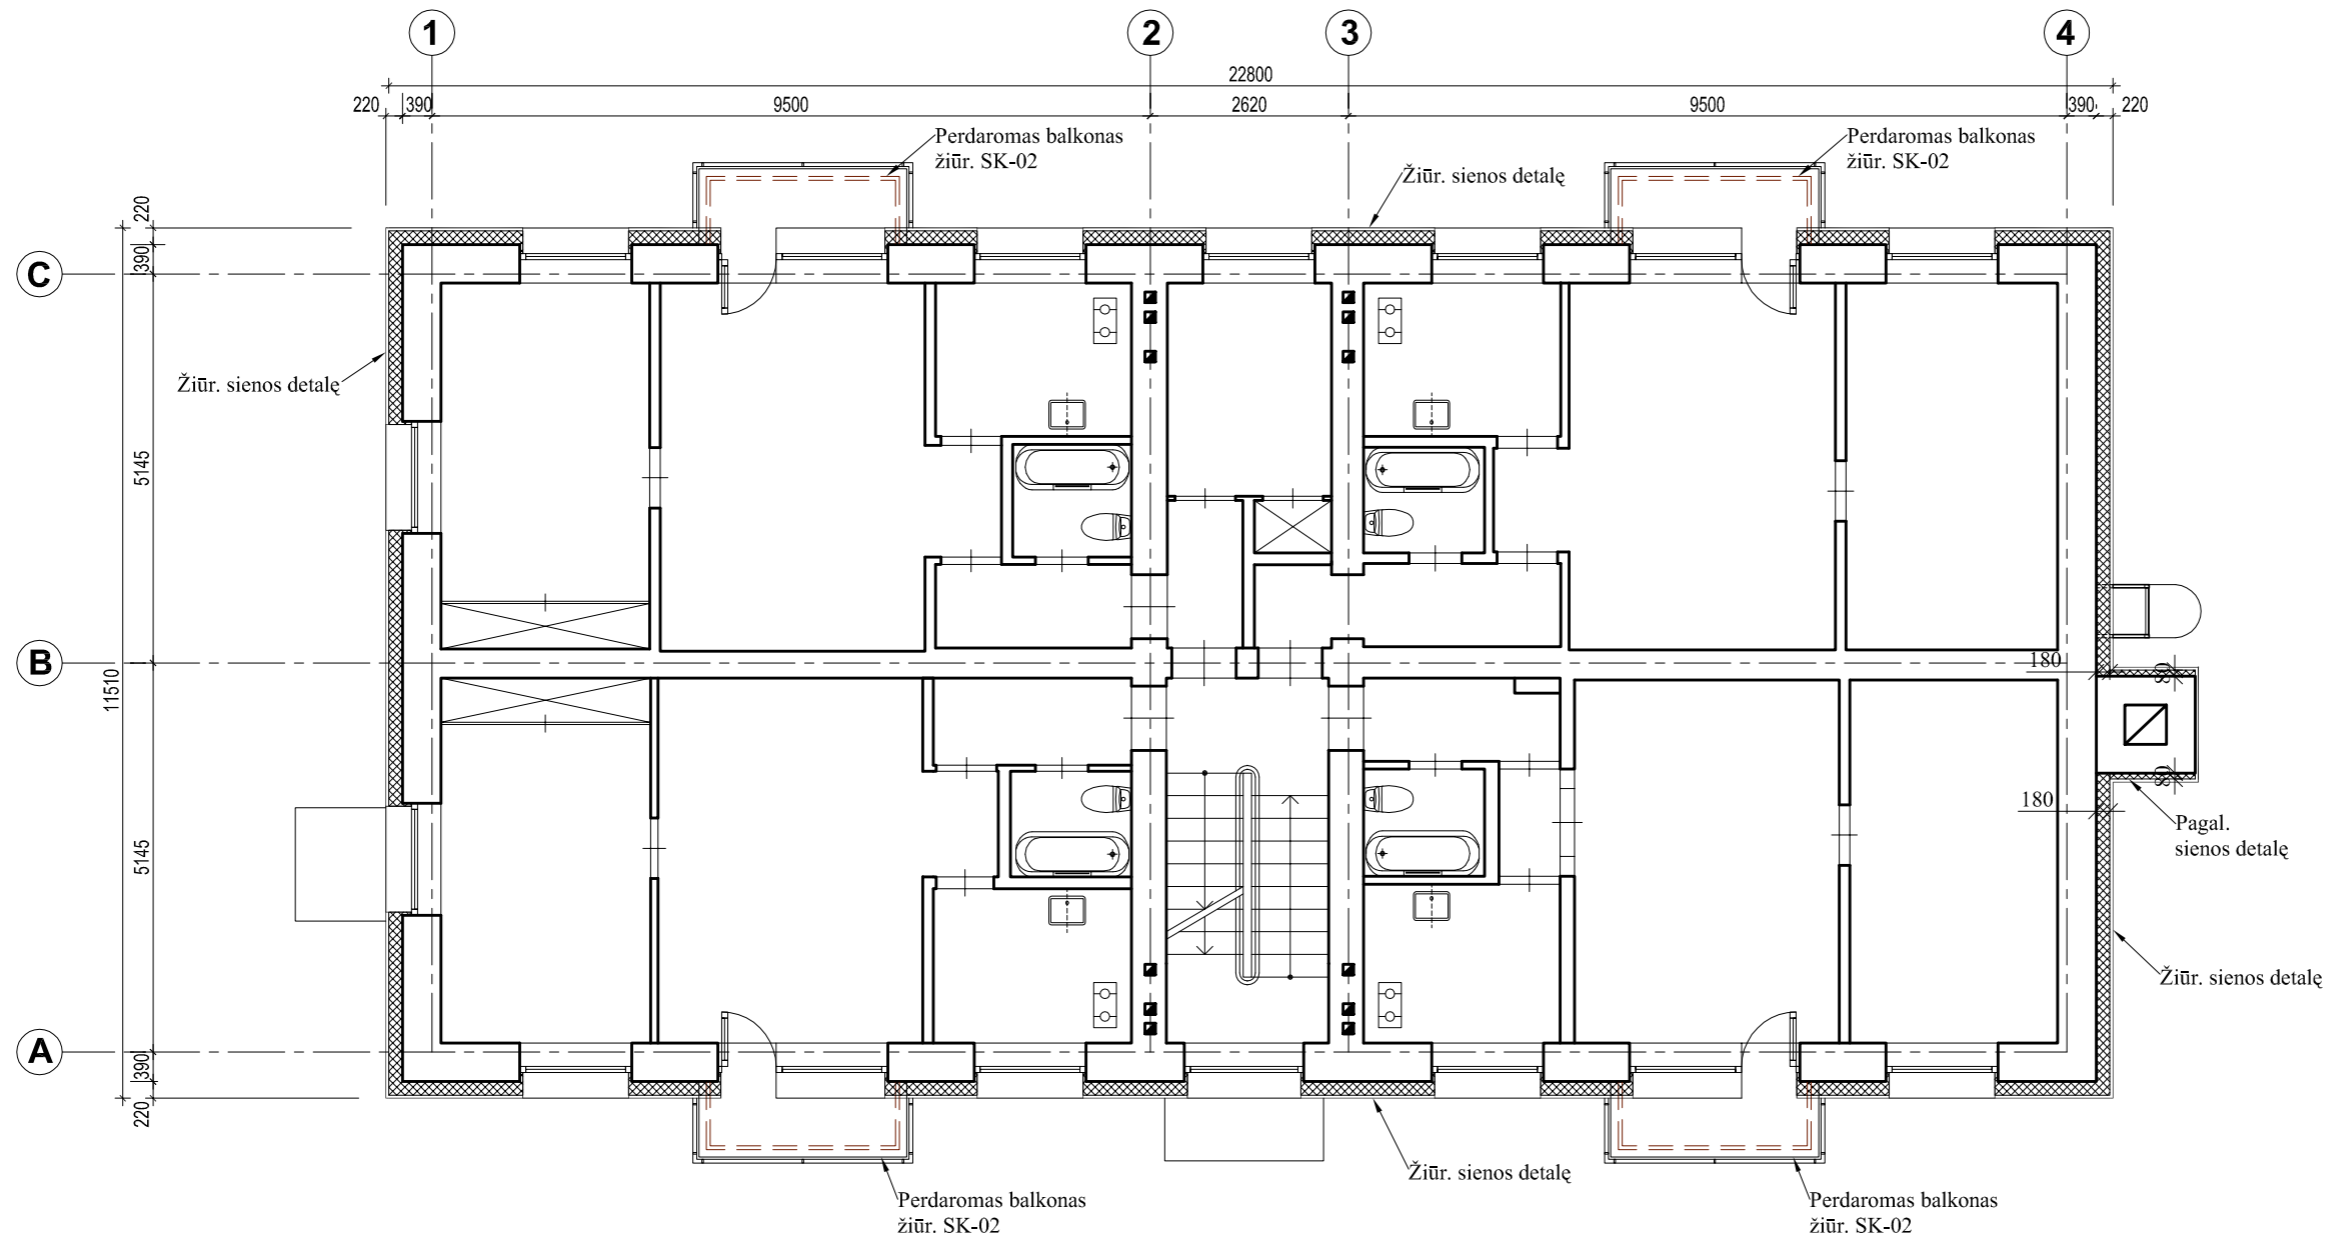 1
2
3
4
22800
220
390
9500
2620
9500
390
220
Perdaromas balkonas
žiūr. SK-02
Perdaromas balkonas
žiūr. SK-02
Žiūr. sienos detalę
220
390
C
Žiūr. sienos detalę
5145
B
11510
180
80
80
180
Pagal.
sienos detalę
5145
Žiūr. sienos detalę
A
390
220
Žiūr. sienos detalę
Perdaromas balkonas
žiūr. SK-02
Perdaromas balkonas
žiūr. SK-02